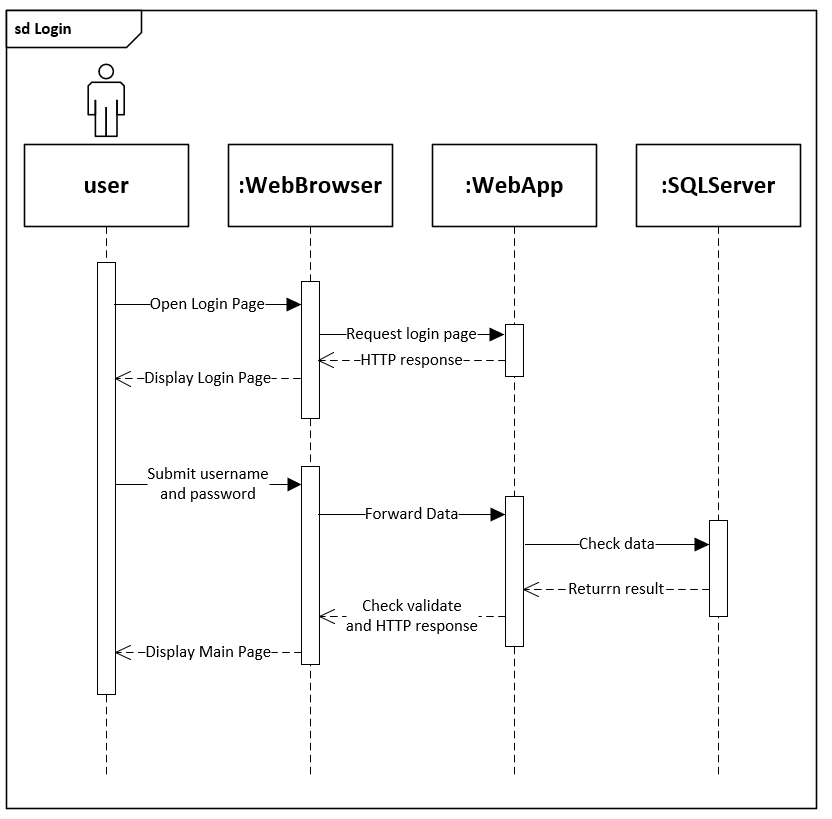 sd Login
user
:WebBrowser
:WebApp
:SQLServer
Open Login Page
Request login page
HTTP response
Display Login Page
Submit username
and password
Forward Data
Check data
Returrn result
Check validate
and HTTP response
Display Main Page